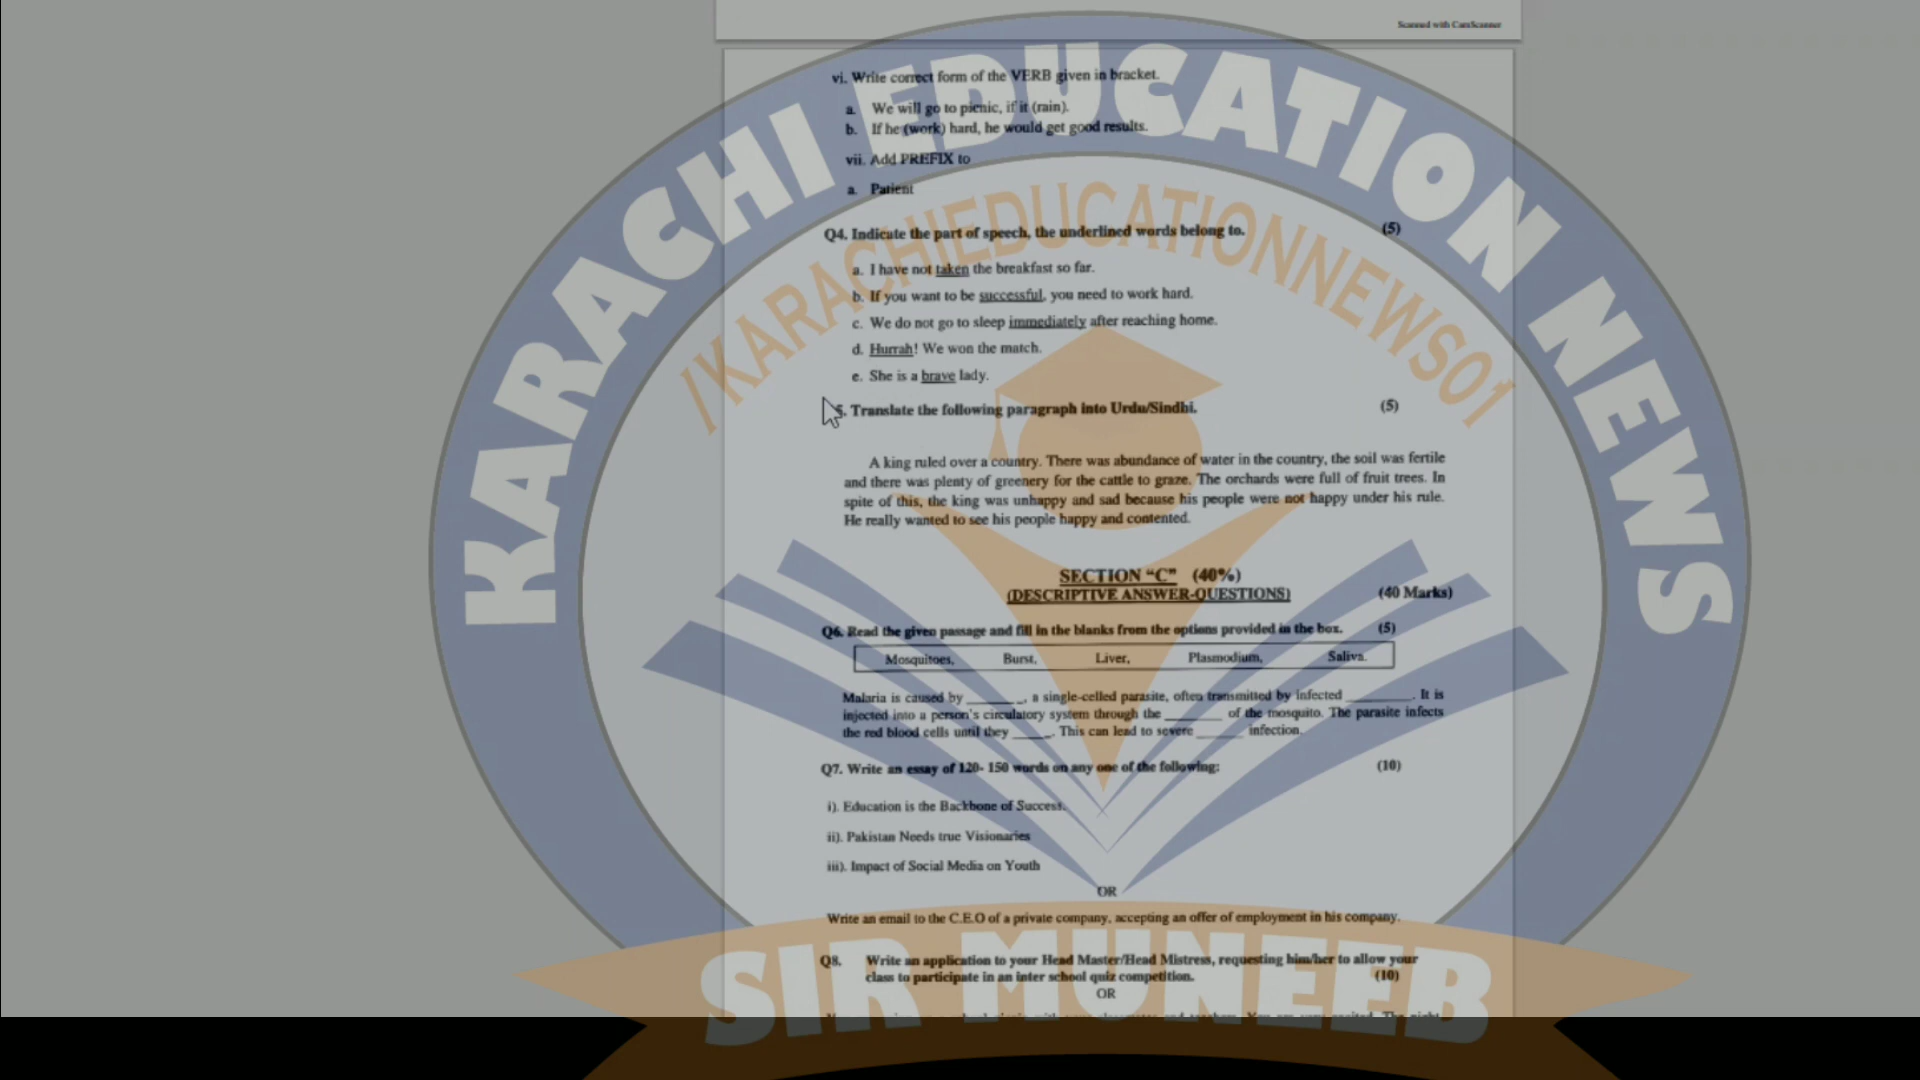 Scanned with CamScanner
KARACHI EDUCATION NEWS
/KARACHIEDUCATIONNEWS01
vi. Write correct form of the VERB given in bracket.
a. We will go to picnic, if it (rain).
b. If he (work) hard, he would get good results.
vii. Add PREFIX to
a. Patient
Q4. Indicate the part of speech, the underlined words belong to. (5)
a. I have not taken the breakfast so far.
b. If you want to be successful, you need to work hard.
c. We do not go to sleep immediately after reaching home.
d. Hurrah! We won the match.
e. She is a brave lady.
5. Translate the following paragraph into Urdu/Sindhi. (5)
A king ruled over a country. There was abundance of water in the country, the soil was fertile
and there was plenty of greenery for the cattle to graze. The orchards were full of fruit trees. In
spite of this, the king was unhappy and sad because his people were not happy under his rule.
He really wanted to see his people happy and contented.
SECTION “C” (40%)
(DESCRIPTIVE ANSWER-QUESTIONS) (40 Marks)
Q6. Read the given passage and fill in the blanks from the options provided in the box. (5)
Mosquitoes, Burst, Liver, Plasmodium, Saliva.
Malaria is caused by ________, a single-celled parasite, often transmitted by infected ________. It is
injected into a person's circulatory system through the _______ of the mosquito. The parasite infects
the red blood cells until they _____. This can lead to severe ______ infection.
Q7. Write an essay of 120- 150 words on any one of the following: (10)
i). Education is the Backbone of Success.
ii). Pakistan Needs true Visionaries
iii). Impact of Social Media on Youth
OR
Write an email to the C.E.O of a private company, accepting an offer of employment in his company.
Q8. Write an application to your Head Master/Head Mistress, requesting him/her to allow your
class to participate in an inter school quiz competition. (10)
OR
SIR MUNEEB